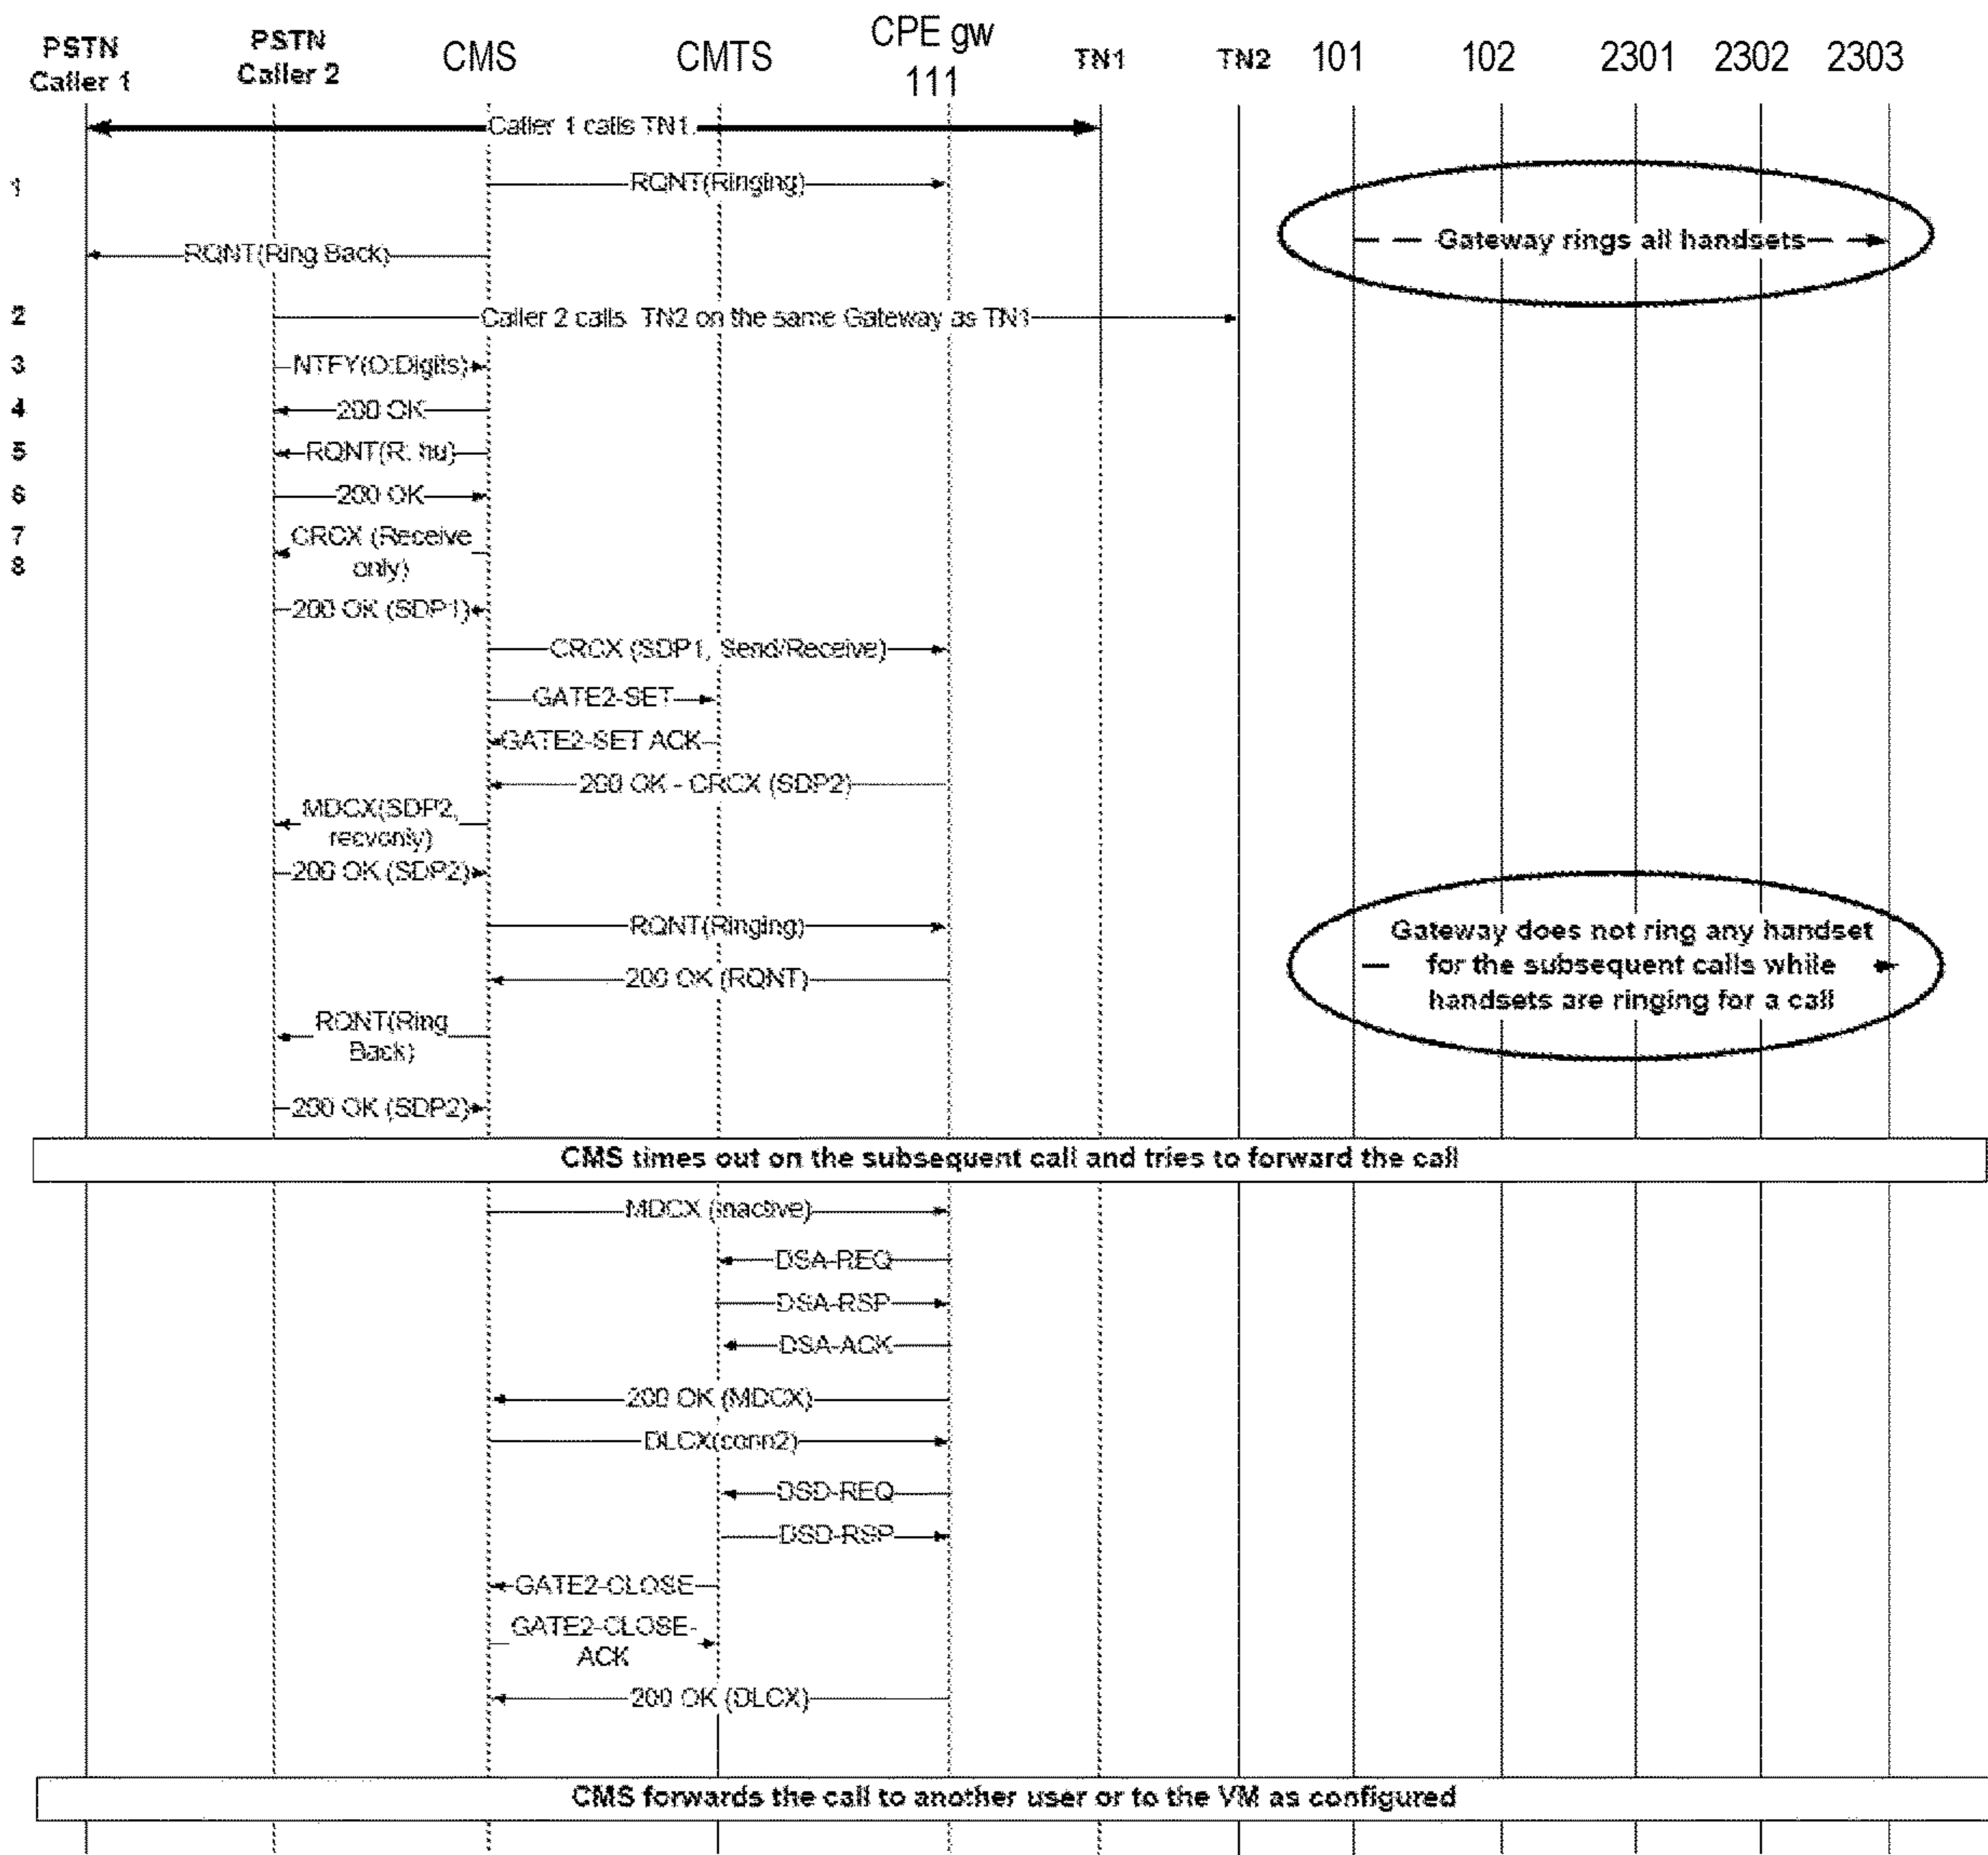 PSTN
Caller 1
PSTN
Caller 2
CMS
CMTS
CPE gw
111
TN1
TN2
101
102
2301
2302
2303
Caller 1 calls TN1
1
RQNT(Ringing)
Gateway rings all handsets
RQNT(Ring Back)
2
Caller 2 calls TN2 on the same Gateway as TN1
3
NTFY(O:Digits)
4
200 OK
5
RQNT(R: hu)
6
200 OK
7
CRCX (Receive
8
only)
200 OK (SDP1)
CRCX (SDP1, Send/Receive)
GATE2-SET
GATE2-SET ACK
200 OK - CRCX (SDP2)
MDCX(SDP2,
recvonly)
200 OK (SDP2)
RQNT(Ringing)
Gateway does not ring any handset
for the subsequent calls while
handsets are ringing for a call
200 OK (RQNT)
RQNT(Ring
Back)
200 OK (SDP2)
CMS times out on the subsequent call and tries to forward the call
MDCX (inactive)
DSA-REQ
DSA-RSP
DSA-ACK
200 OK (MDCX)
DLCX(conn2)
DSD-REQ
DSD-RSP
GATE2-CLOSE
GATE2-CLOSE-
ACK
200 OK (DLCX)
CMS forwards the call to another user or to the VM as configured